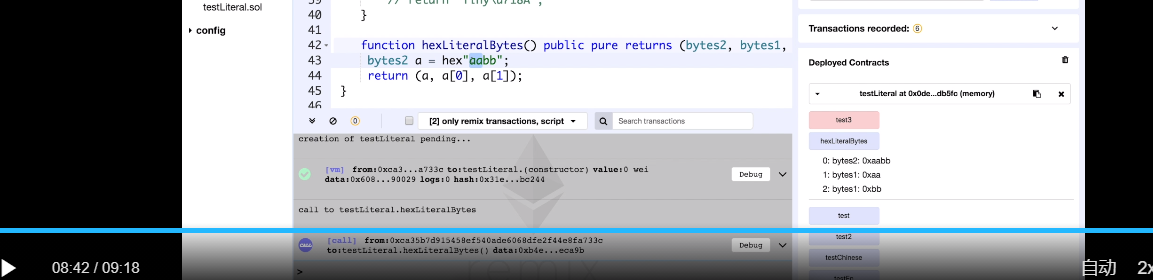 testLiteral.sol
config
39 // return "Tiny\u718A";
40 }
41
42 function hexLiteralBytes() public pure returns (bytes2, bytes1,
43 bytes2 a = hex"aabb";
44 return (a, a[0], a[1]);
45 }
46
0 [2] only remix transactions, script Search transactions
creation of testLiteral pending...
[vm] from:0xca3...a733c to:testLiteral.(constructor) value:0 wei
data:0x608...90029 logs:0 hash:0x31e...bc244
Debug
call to testLiteral.hexLiteralBytes
CALL [call] from:0xca35b7d915458ef540ade6068dfe2f44e8fa733c
to:testLiteral.hexLiteralBytes() data:0xb4e...eca9b
Debug
>
remix
Transactions recorded: 6
Deployed Contracts
testLiteral at 0x0de...db5fc (memory)
test3
hexLiteralBytes
0: bytes2: 0xaabb
1: bytes1: 0xaa
2: bytes1: 0xbb
test
test2
testChinese
08:42 / 09:18
自动 2x